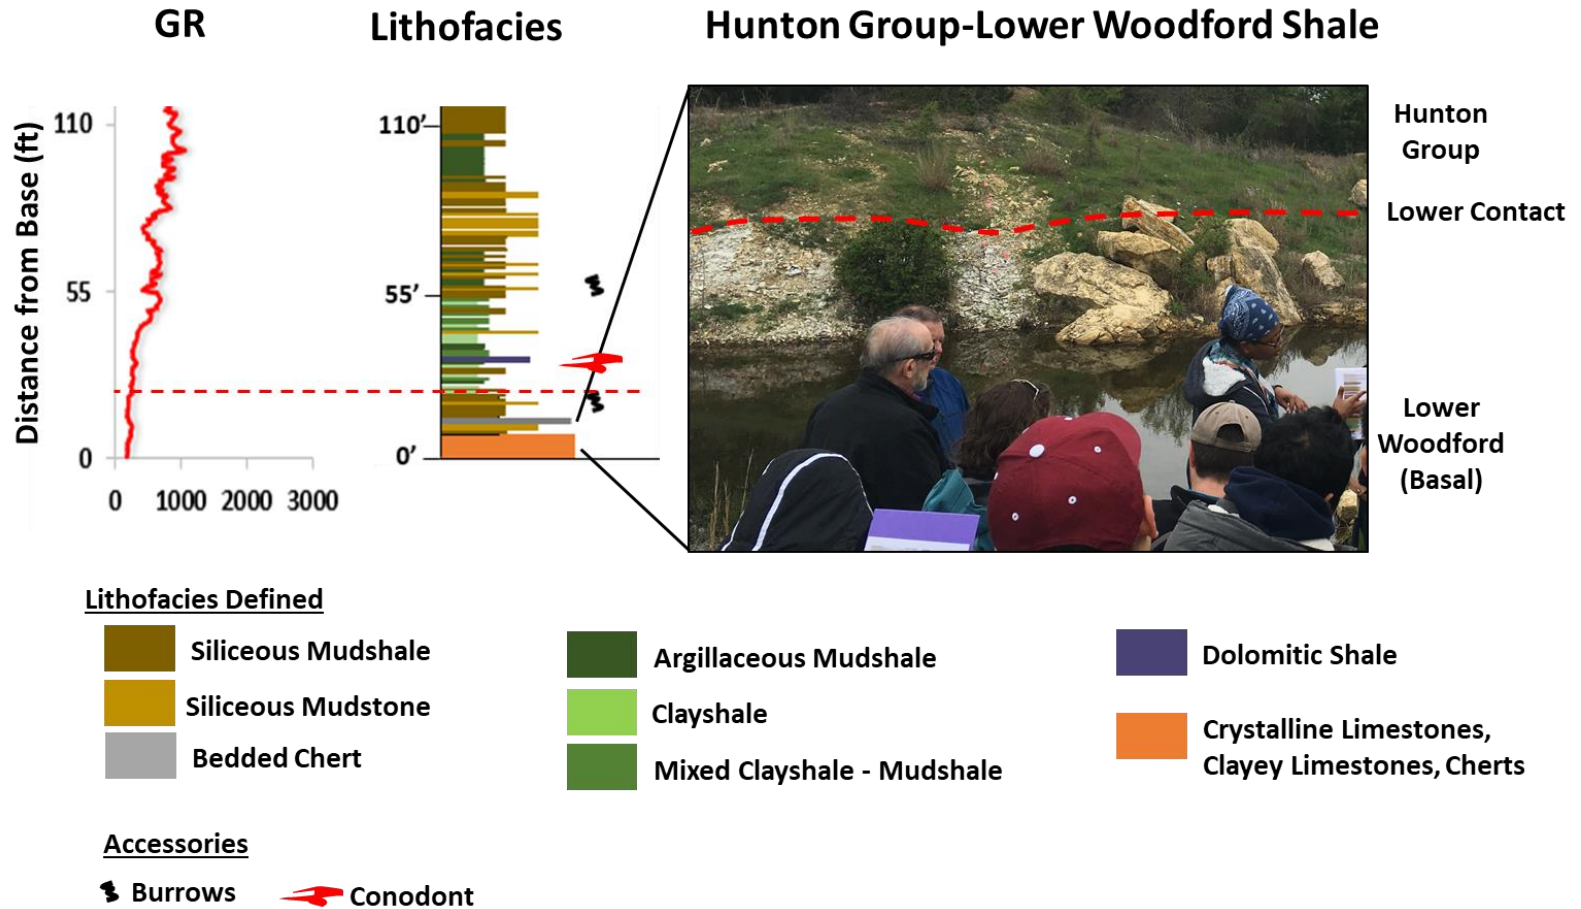 GR
Lithofacies
Hunton Group-Lower Woodford Shale
Distance from Base (ft)
110
55
0
0 1000 2000 3000
110’
55’
0’
Hunton
Group
Lower Contact
Lower
Woodford
(Basal)
Lithofacies Defined
Siliceous Mudshale
Siliceous Mudstone
Bedded Chert
Argillaceous Mudshale
Clayshale
Mixed Clayshale - Mudshale
Dolomitic Shale
Crystalline Limestones,
Clayey Limestones, Cherts
Accessories
Burrows
Conodont